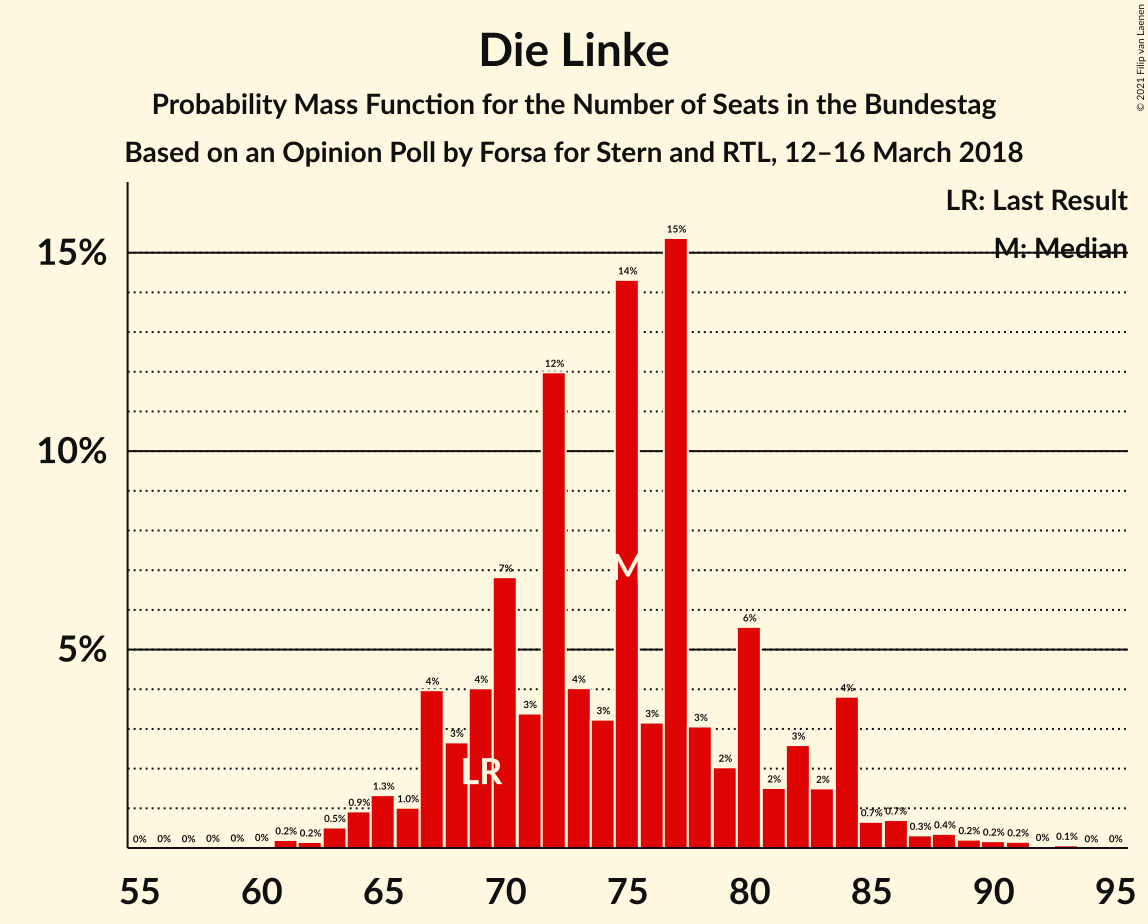 Die Linke
Probability Mass Function for the Number of Seats in the Bundestag
Based on an Opinion Poll by Forsa for Stern and RTL, 12–16 March 2018
© 2021 Filip van Laenen
LR: Last Result
M: Median
15%
10%
5%
0% 0% 0% 0% 0% 0% 0.2% 0.2% 0.5% 0.9% 1.3% 1.0% 4% 3% 4% 7% 3% 12% 4% 3% 14% 3% 15% 3% 2% 6% 2% 3% 2% 4% 0.7% 0.7% 0.3% 0.4% 0.2% 0.2% 0.2% 0% 0.1% 0% 0%
LR
M
55 60 65 70 75 80 85 90 95